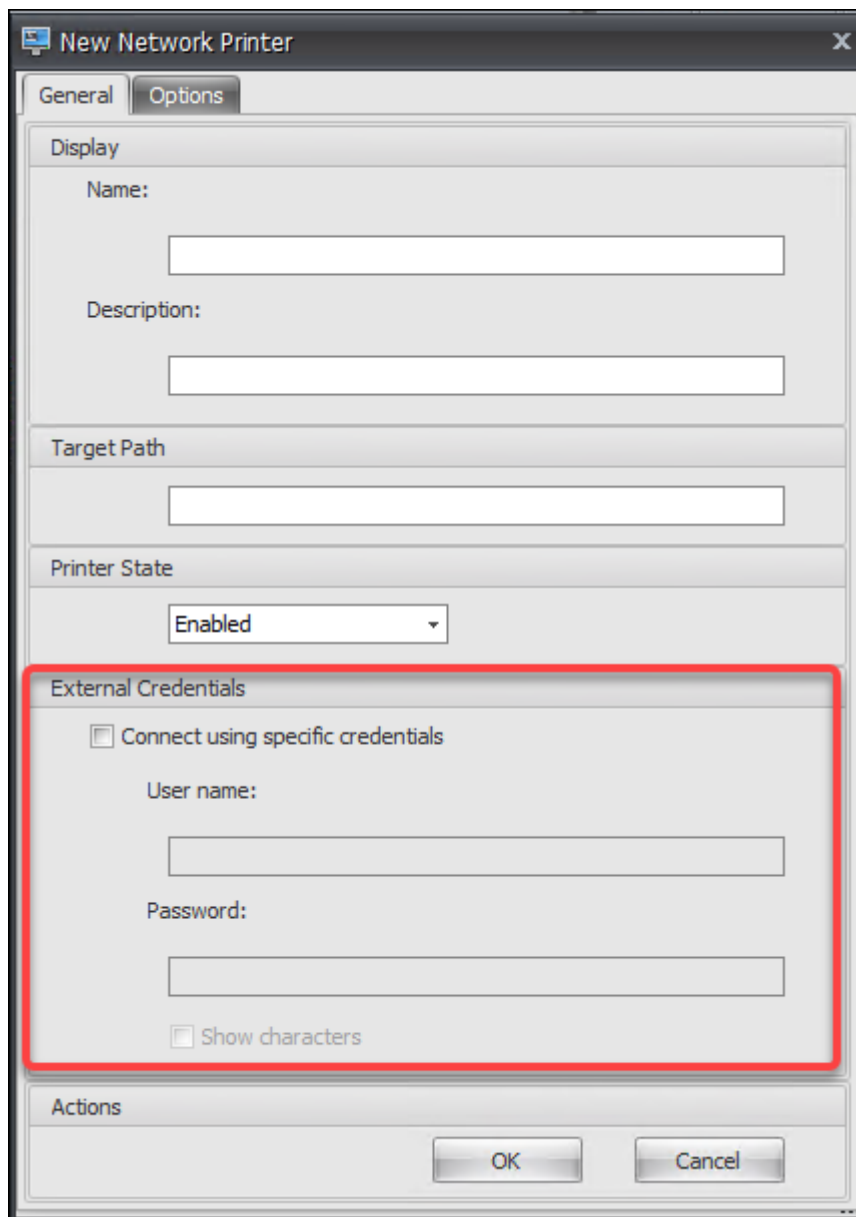 New Network Printer
General Options
Display
Name:
Description:
Target Path
Printer State
Enabled
External Credentials
Connect using specific credentials
User name:
Password:
Show characters
Actions
OK Cancel